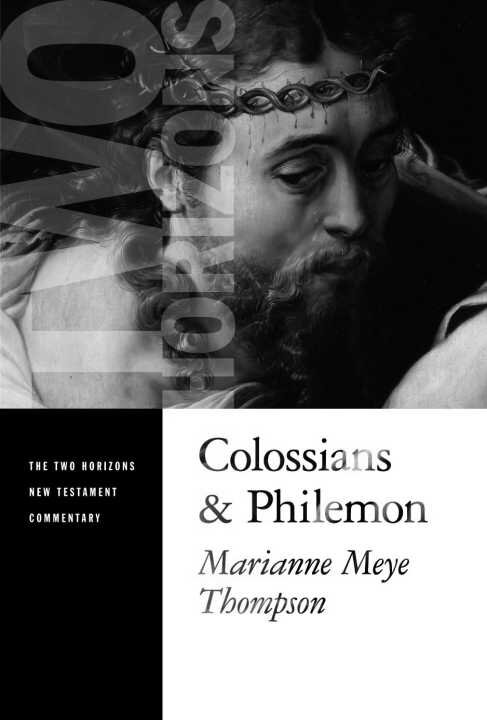 TWO
HORIZONS
THE TWO HORIZONS
NEW TESTAMENT
COMMENTARY
Colossians
& Philemon
Marianne Meye
Thompson